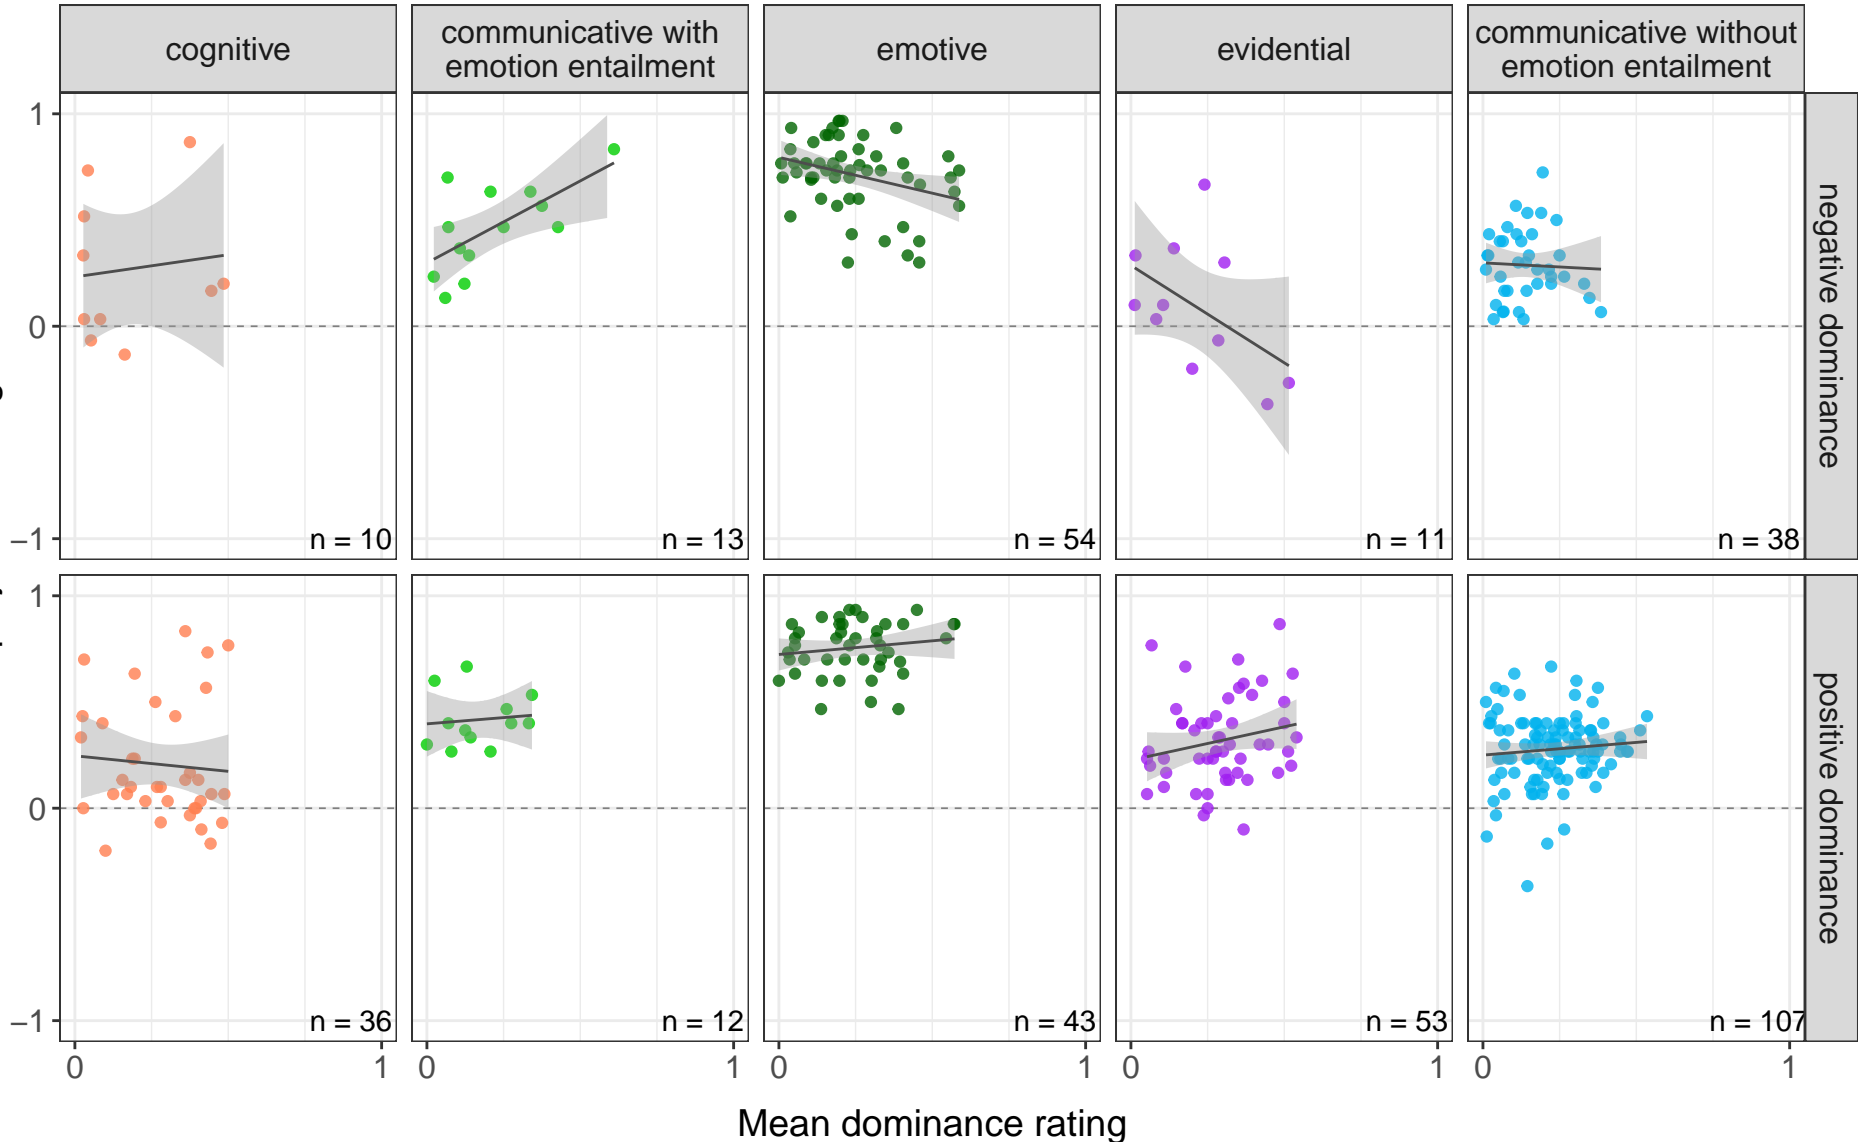 cognitive
communicative with
emotion entailment
emotive
evidential
communicative without
emotion entailment
1
0
−1
n = 10
n = 13
n = 54
n = 11
n = 38
negative dominance
1
0
−1
n = 36
n = 12
n = 43
n = 53
n = 107
positive dominance
0 1
0 1
0 1
0 1
0 1
Mean dominance rating